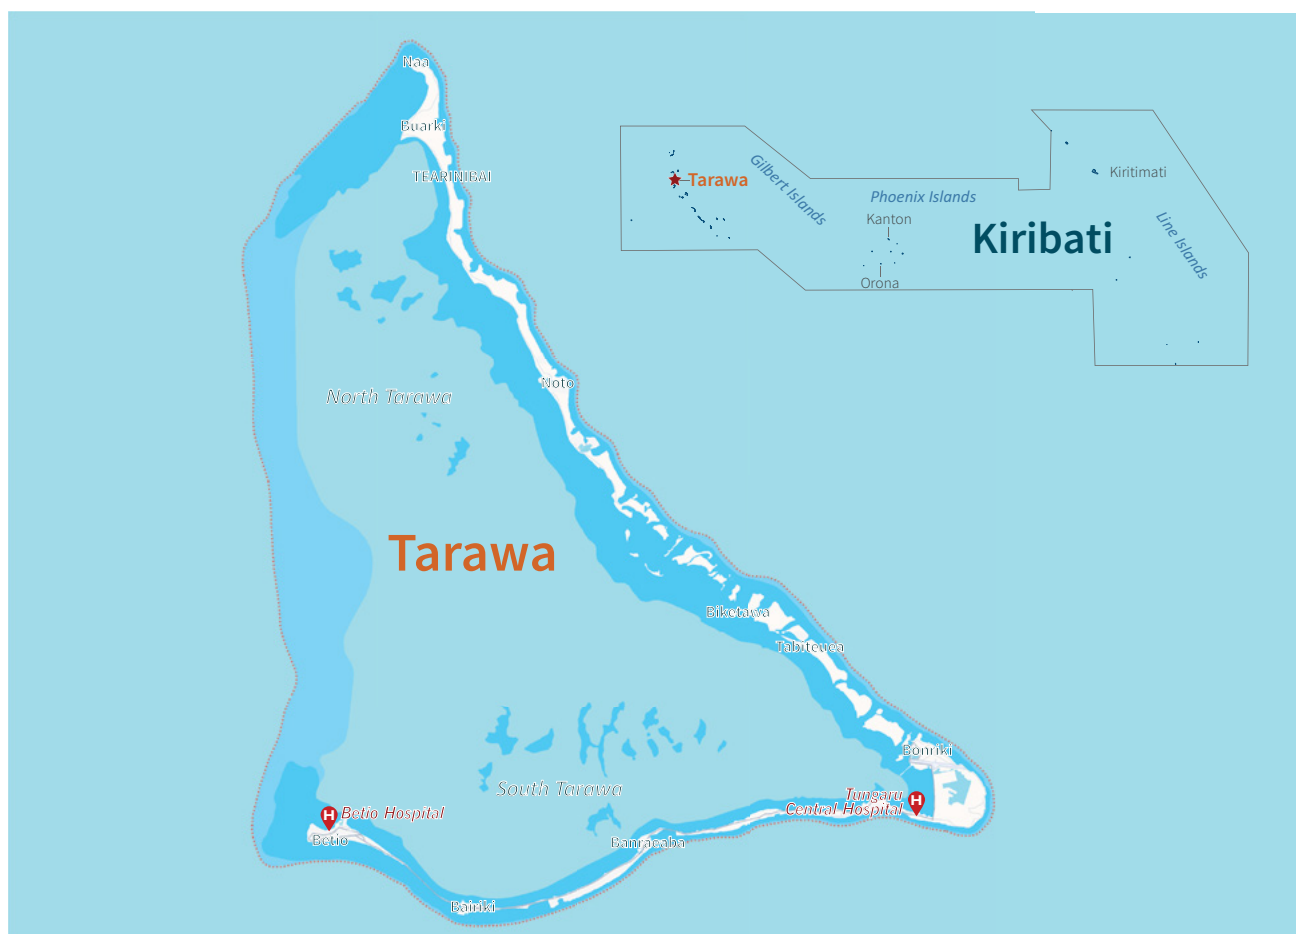 Naa
Buarki
TEARINIBAI
Noto
North Tarawa
Tarawa
Biketawa
Tabiteuea
Bonriki
Tungaru
Central Hospital
South Tarawa
Betio Hospital
Betio
Banraeaba
Bairiki
Tarawa
Gilbert Islands
Phoenix Islands
Kanton
Orona
Kiribati
Kiritimati
Line Islands
H
H